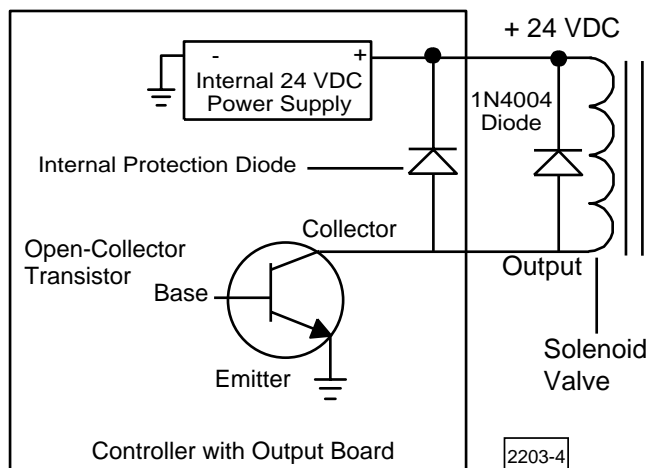 + 24 VDC
- +
Internal 24 VDC
Power Supply
1N4004
Diode
Internal Protection Diode
Collector
Open-Collector
Transistor
Base
Output
Emitter
Solenoid
Valve
Controller with Output Board
2203-4